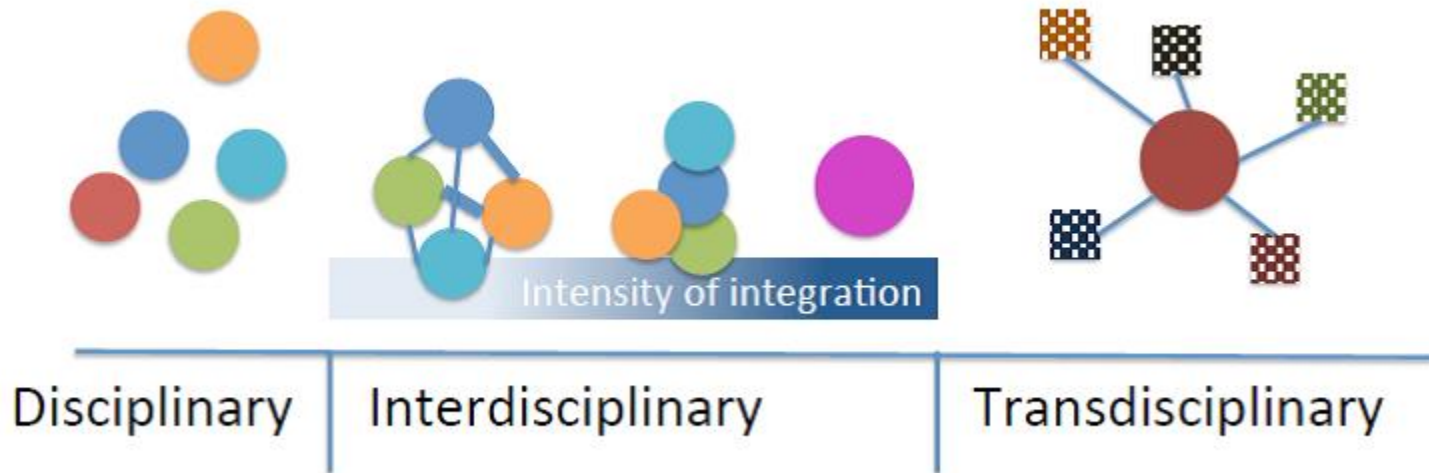 Intensity of integration
Disciplinary
Interdisciplinary
Transdisciplinary